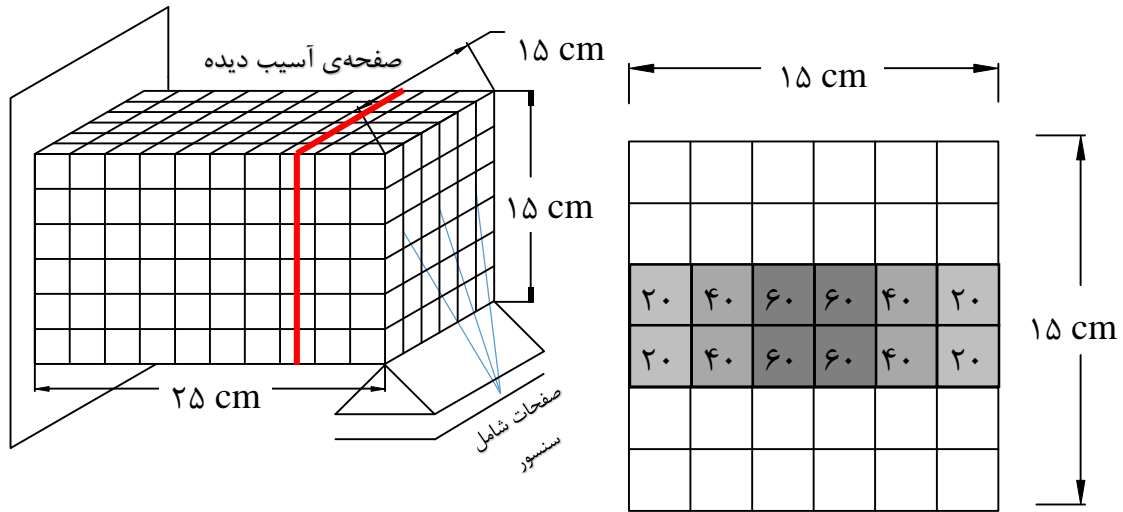 صفحه‌ی آسیب دیده
۱۵ cm
۱۵ cm
۲۵ cm
صفحات شامل
سنسور
۱۵ cm
۲۰ ۴۰ ۶۰ ۶۰ ۴۰ ۲۰
۲۰ ۴۰ ۶۰ ۶۰ ۴۰ ۲۰
۱۵ cm